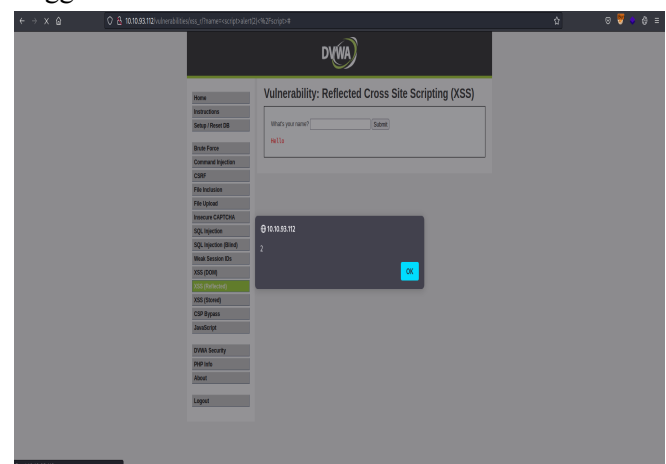 10.10.93.112/vulnerabilities/xss_r/?name=<script>alert(2)<%2Fscript>#
DVWA
Vulnerability: Reflected Cross Site Scripting (XSS)
What's your name?
Submit
Hello
Home
Instructions
Setup / Reset DB
Brute Force
Command Injection
CSRF
File Inclusion
File Upload
Insecure CAPTCHA
SQL Injection
SQL Injection (Blind)
Weak Session IDs
XSS (DOM)
XSS (Reflected)
XSS (Stored)
CSP Bypass
JavaScript
DVWA Security
PHP Info
About
Logout
10.10.93.112
2
OK